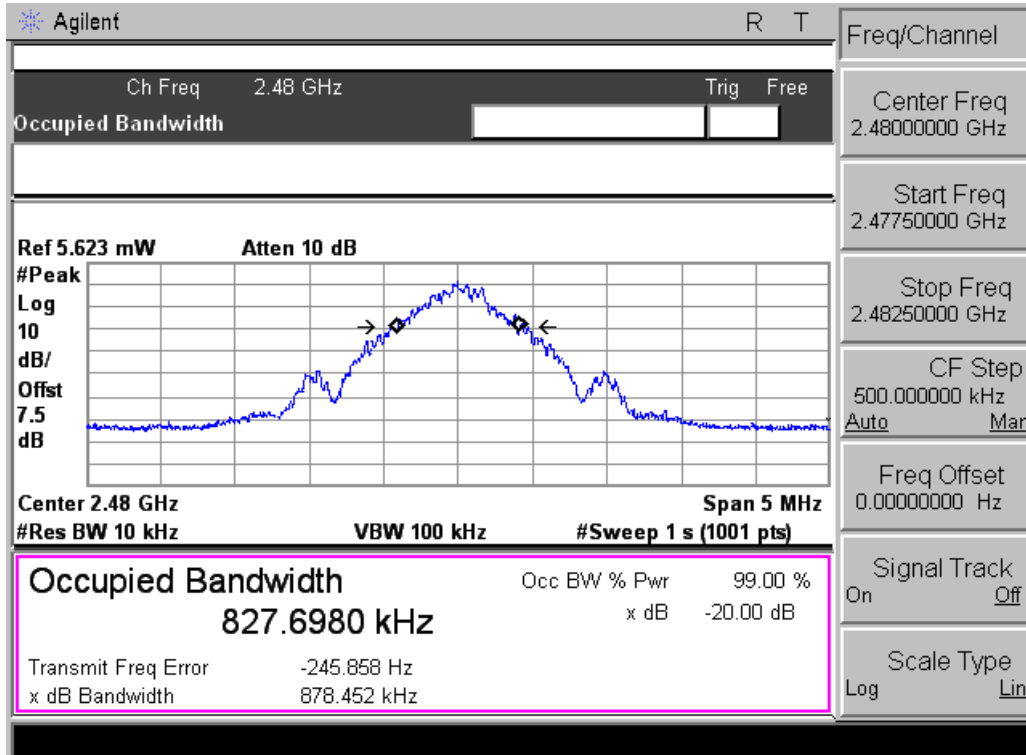 Agilent R T
Ch Freq 2.48 GHz Trig Free
Occupied Bandwidth
Ref 5.623 mW Atten 10 dB
#Peak
Log
10
dB/
Offst
7.5
dB
Center 2.48 GHz Span 5 MHz
#Res BW 10 kHz VBW 100 kHz #Sweep 1 s (1001 pts)
Occupied Bandwidth Occ BW % Pwr 99.00 %
827.6980 kHz x dB -20.00 dB
Transmit Freq Error -245.858 Hz
x dB Bandwidth 878.452 kHz
Freq/Channel
Center Freq
2.48000000 GHz
Start Freq
2.47750000 GHz
Stop Freq
2.48250000 GHz
CF Step
500.000000 kHz
Auto Man
Freq Offset
0.00000000 Hz
Signal Track
On Off
Scale Type
Log Lin